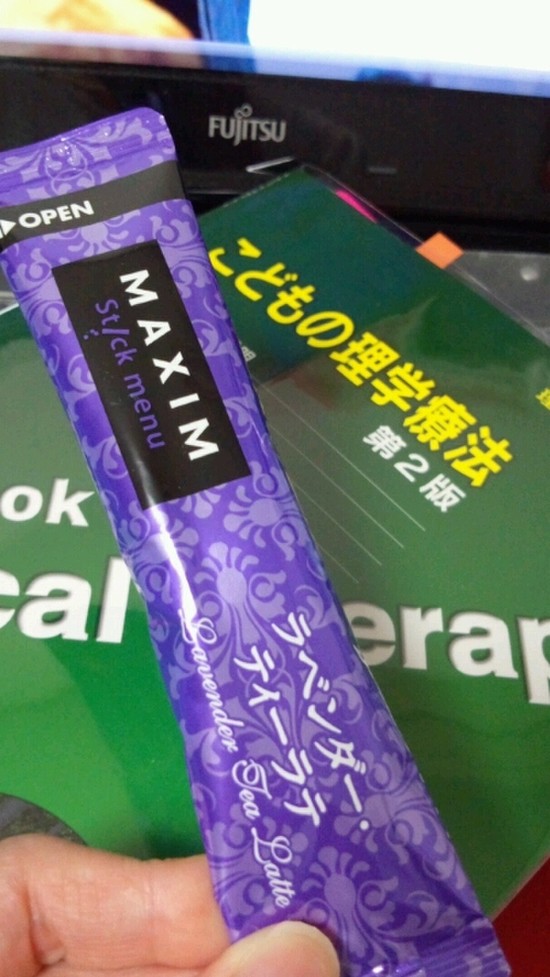 FUJITSU
OPEN
MAXIM
Stick menu
ラベンダー・
ティーラテ
Lavender Tea Latte
こどもの理学療法
第2版
ok
cal
erap